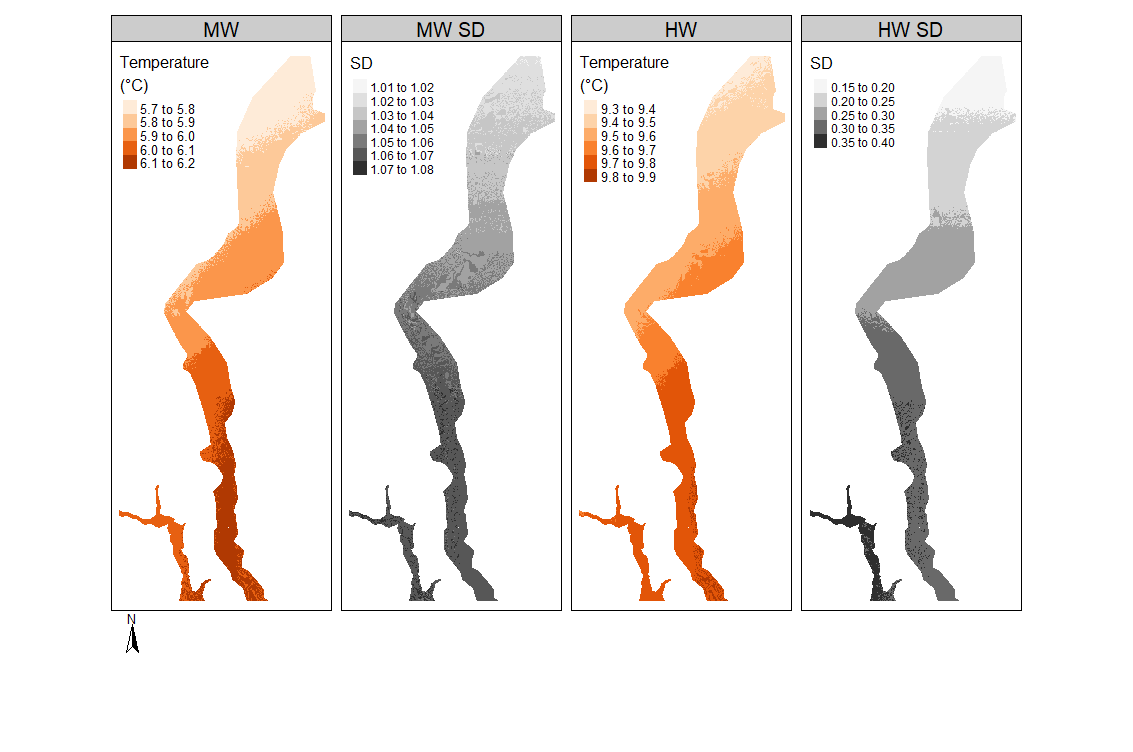 MW
MW SD
HW
HW SD
Temperature
(°C)
5.7 to 5.8
5.8 to 5.9
5.9 to 6.0
6.0 to 6.1
6.1 to 6.2
SD
1.01 to 1.02
1.02 to 1.03
1.03 to 1.04
1.04 to 1.05
1.05 to 1.06
1.06 to 1.07
1.07 to 1.08
Temperature
(°C)
9.3 to 9.4
9.4 to 9.5
9.5 to 9.6
9.6 to 9.7
9.7 to 9.8
9.8 to 9.9
SD
0.15 to 0.20
0.20 to 0.25
0.25 to 0.30
0.30 to 0.35
0.35 to 0.40
N